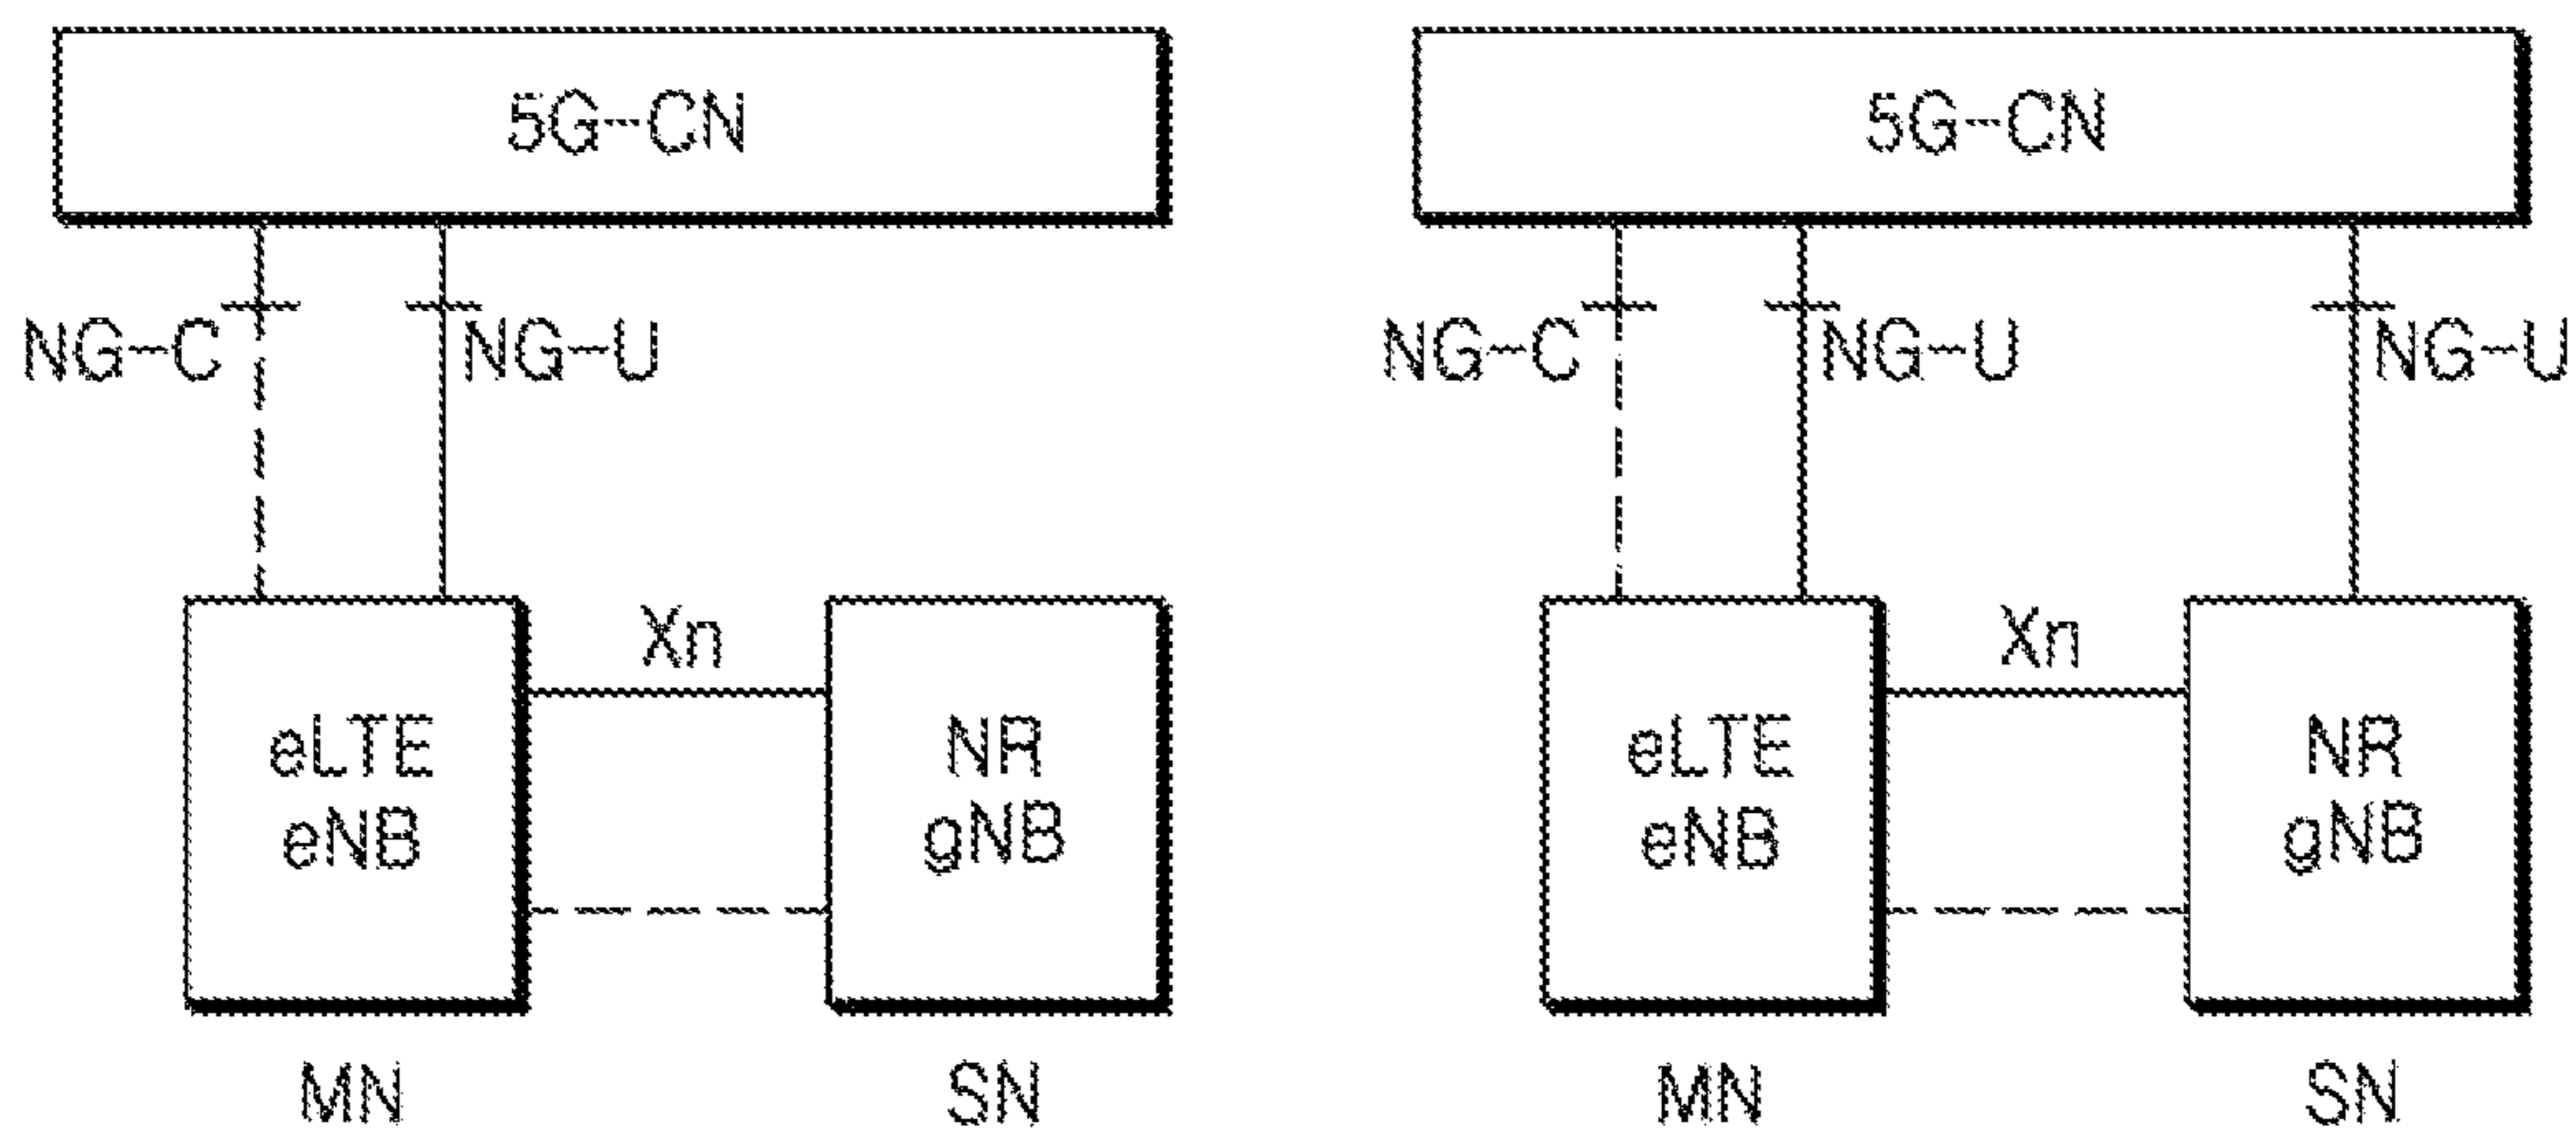 5G-CN
NG-C
NG-U
Xn
eLTE
eNB
NR
gNB
MN
SN
5G-CN
NG-C
NG-U
NG-U
Xn
eLTE
eNB
NR
gNB
MN
SN